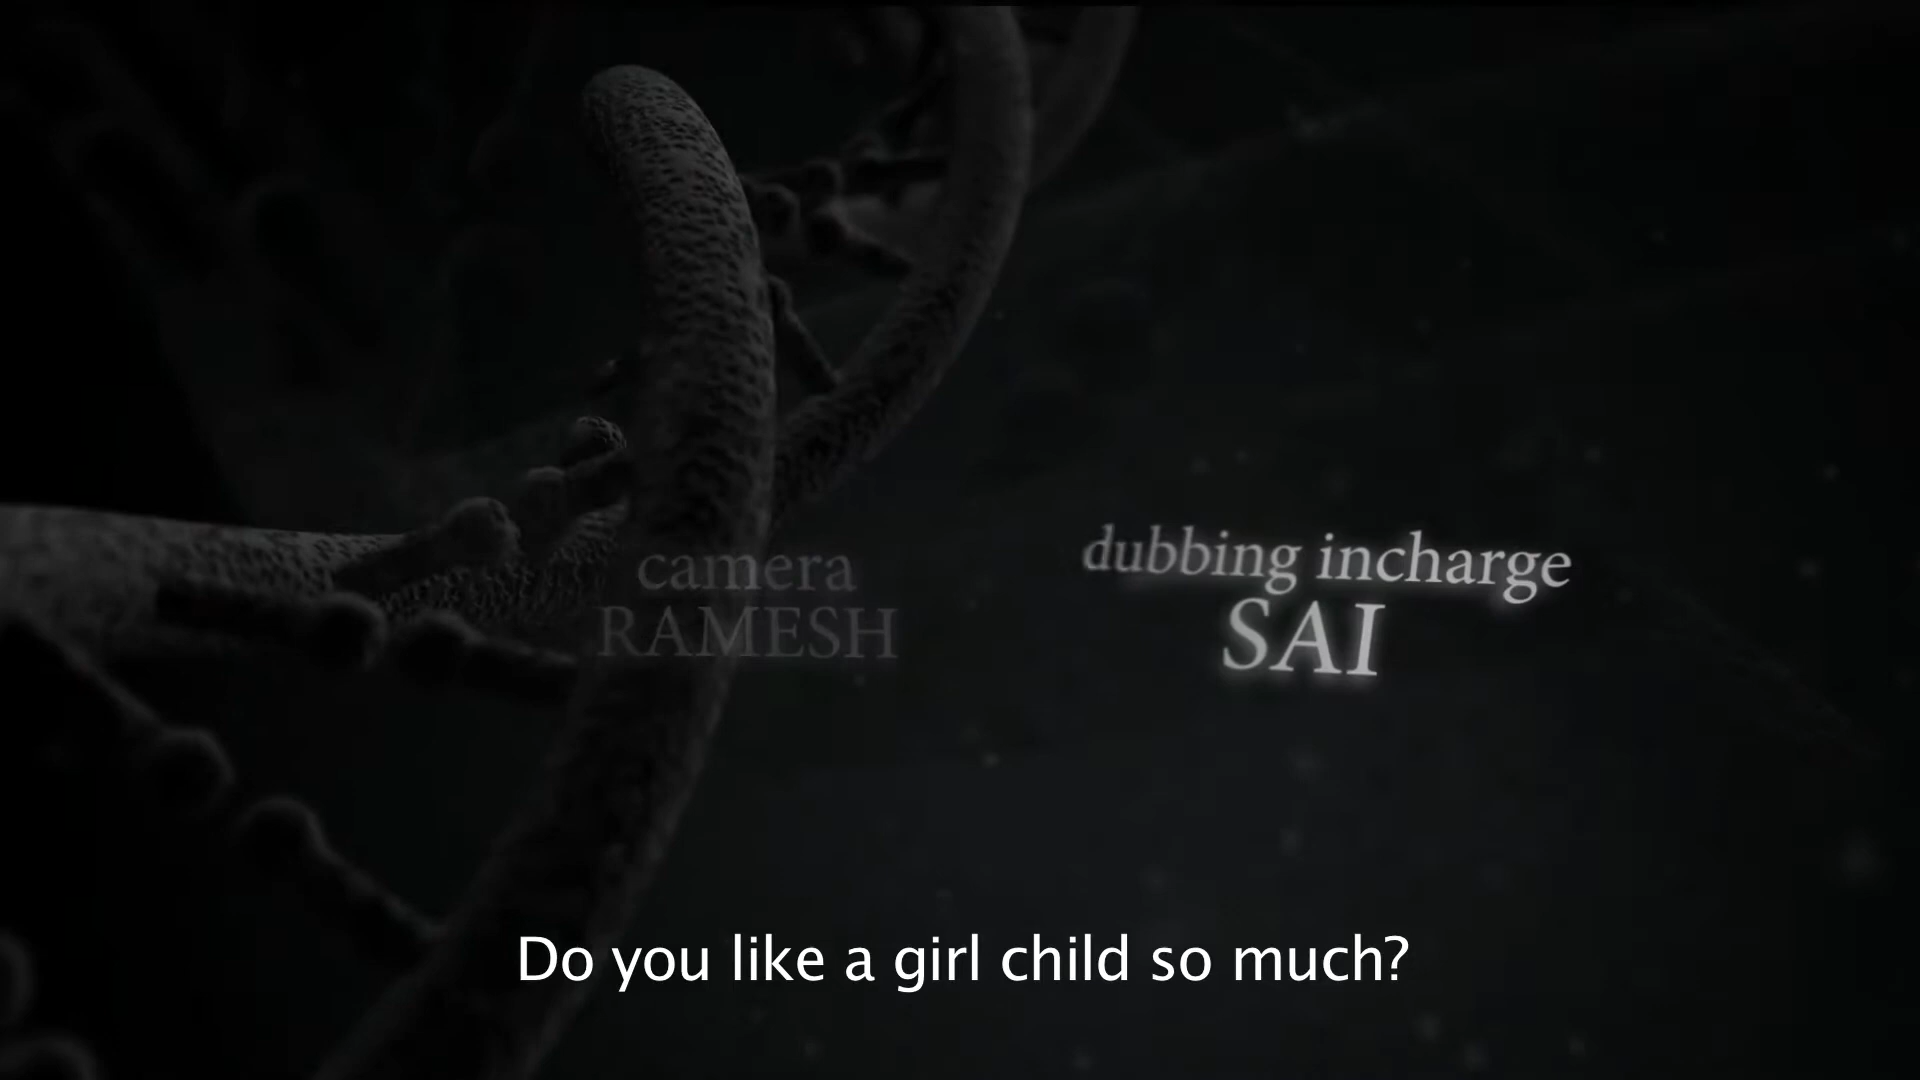 camera
RAMESH
dubbing incharge
SAI
Do you like a girl child so much?